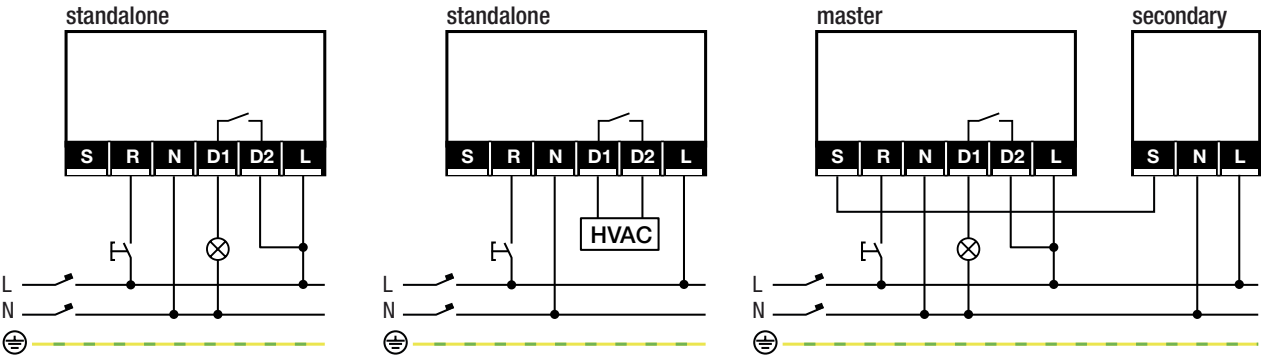 standalone
S R N D1 D2 L
L
N
standalone
S R N D1 D2 L
HVAC
L
N
master
S R N D1 D2 L
L
N
secondary
S N L